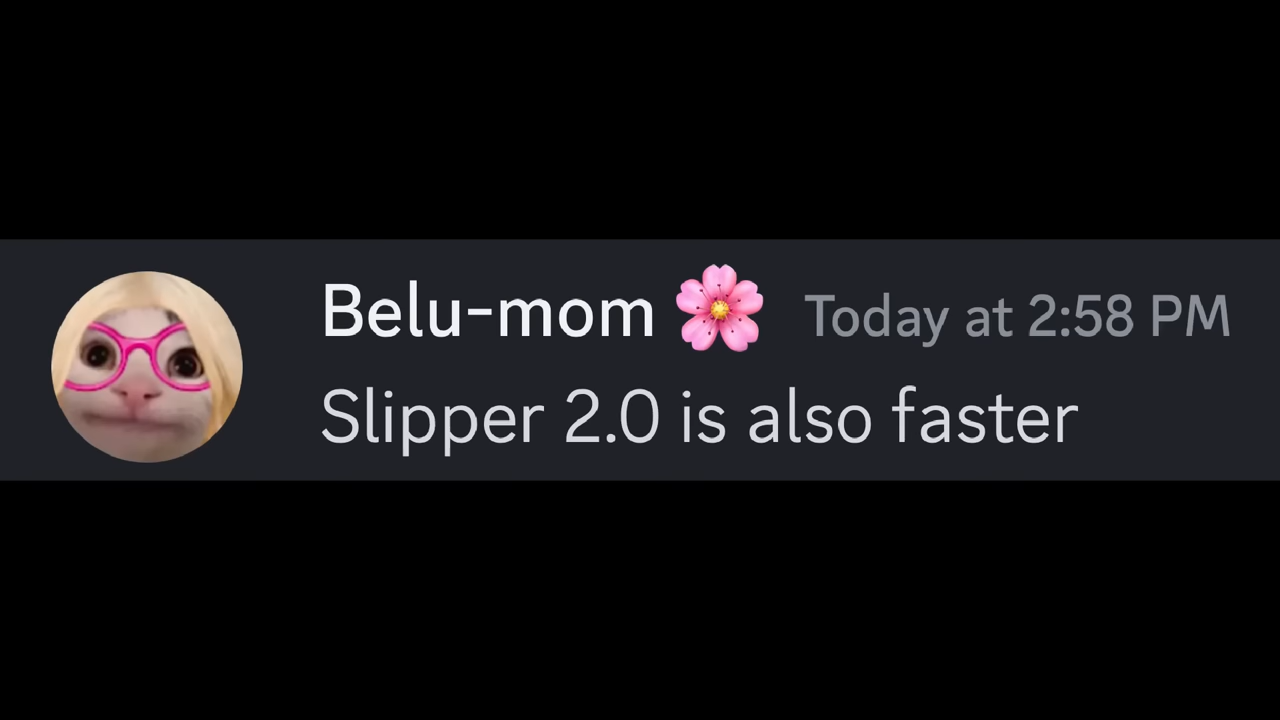 Belu-mom 🌸 Today at 2:58 PM
Slipper 2.0 is also faster